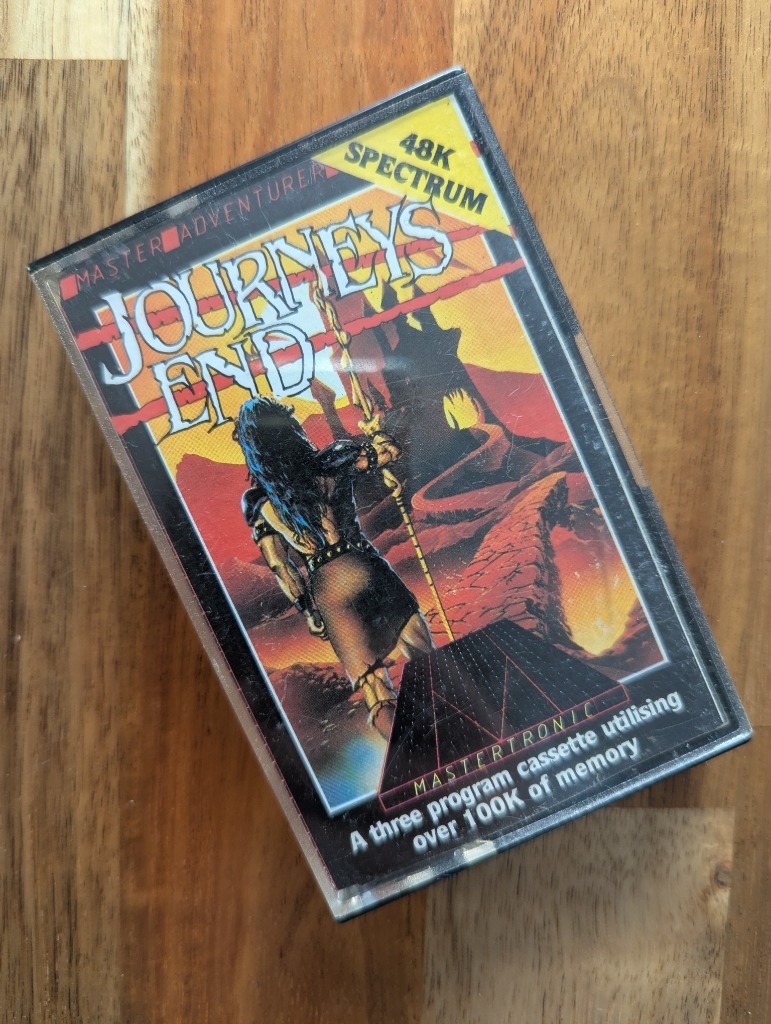 48K
SPECTRUM
MASTER ADVENTURER
JOURNEYS
END
MASTERTRONIC
A three program cassette utilising
over 100K of memory